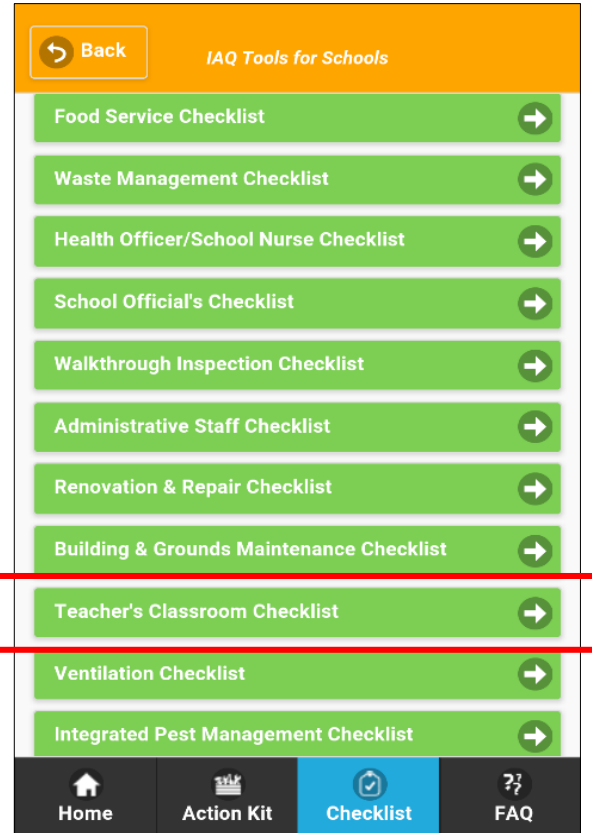 Back
IAQ Tools for Schools
Food Service Checklist
Waste Management Checklist
Health Officer/School Nurse Checklist
School Official's Checklist
Walkthrough Inspection Checklist
Administrative Staff Checklist
Renovation & Repair Checklist
Building & Grounds Maintenance Checklist
Teacher's Classroom Checklist
Ventilation Checklist
Integrated Pest Management Checklist
Home Action Kit Checklist FAQ